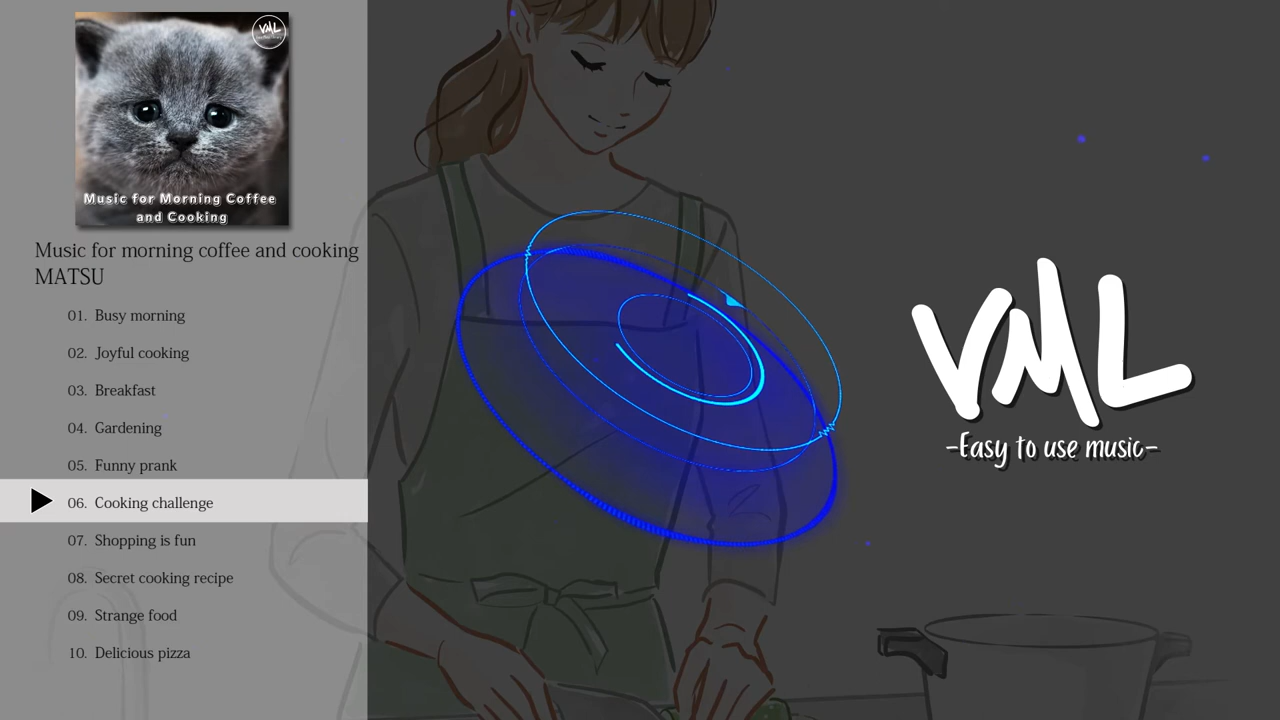 VML
Music for Morning Coffee
and Cooking
Music for morning coffee and cooking
MATSU
01. Busy morning
02. Joyful cooking
03. Breakfast
04. Gardening
05. Funny prank
06. Cooking challenge
07. Shopping is fun
08. Secret cooking recipe
09. Strange food
10. Delicious pizza
VML
-Easy to use music-